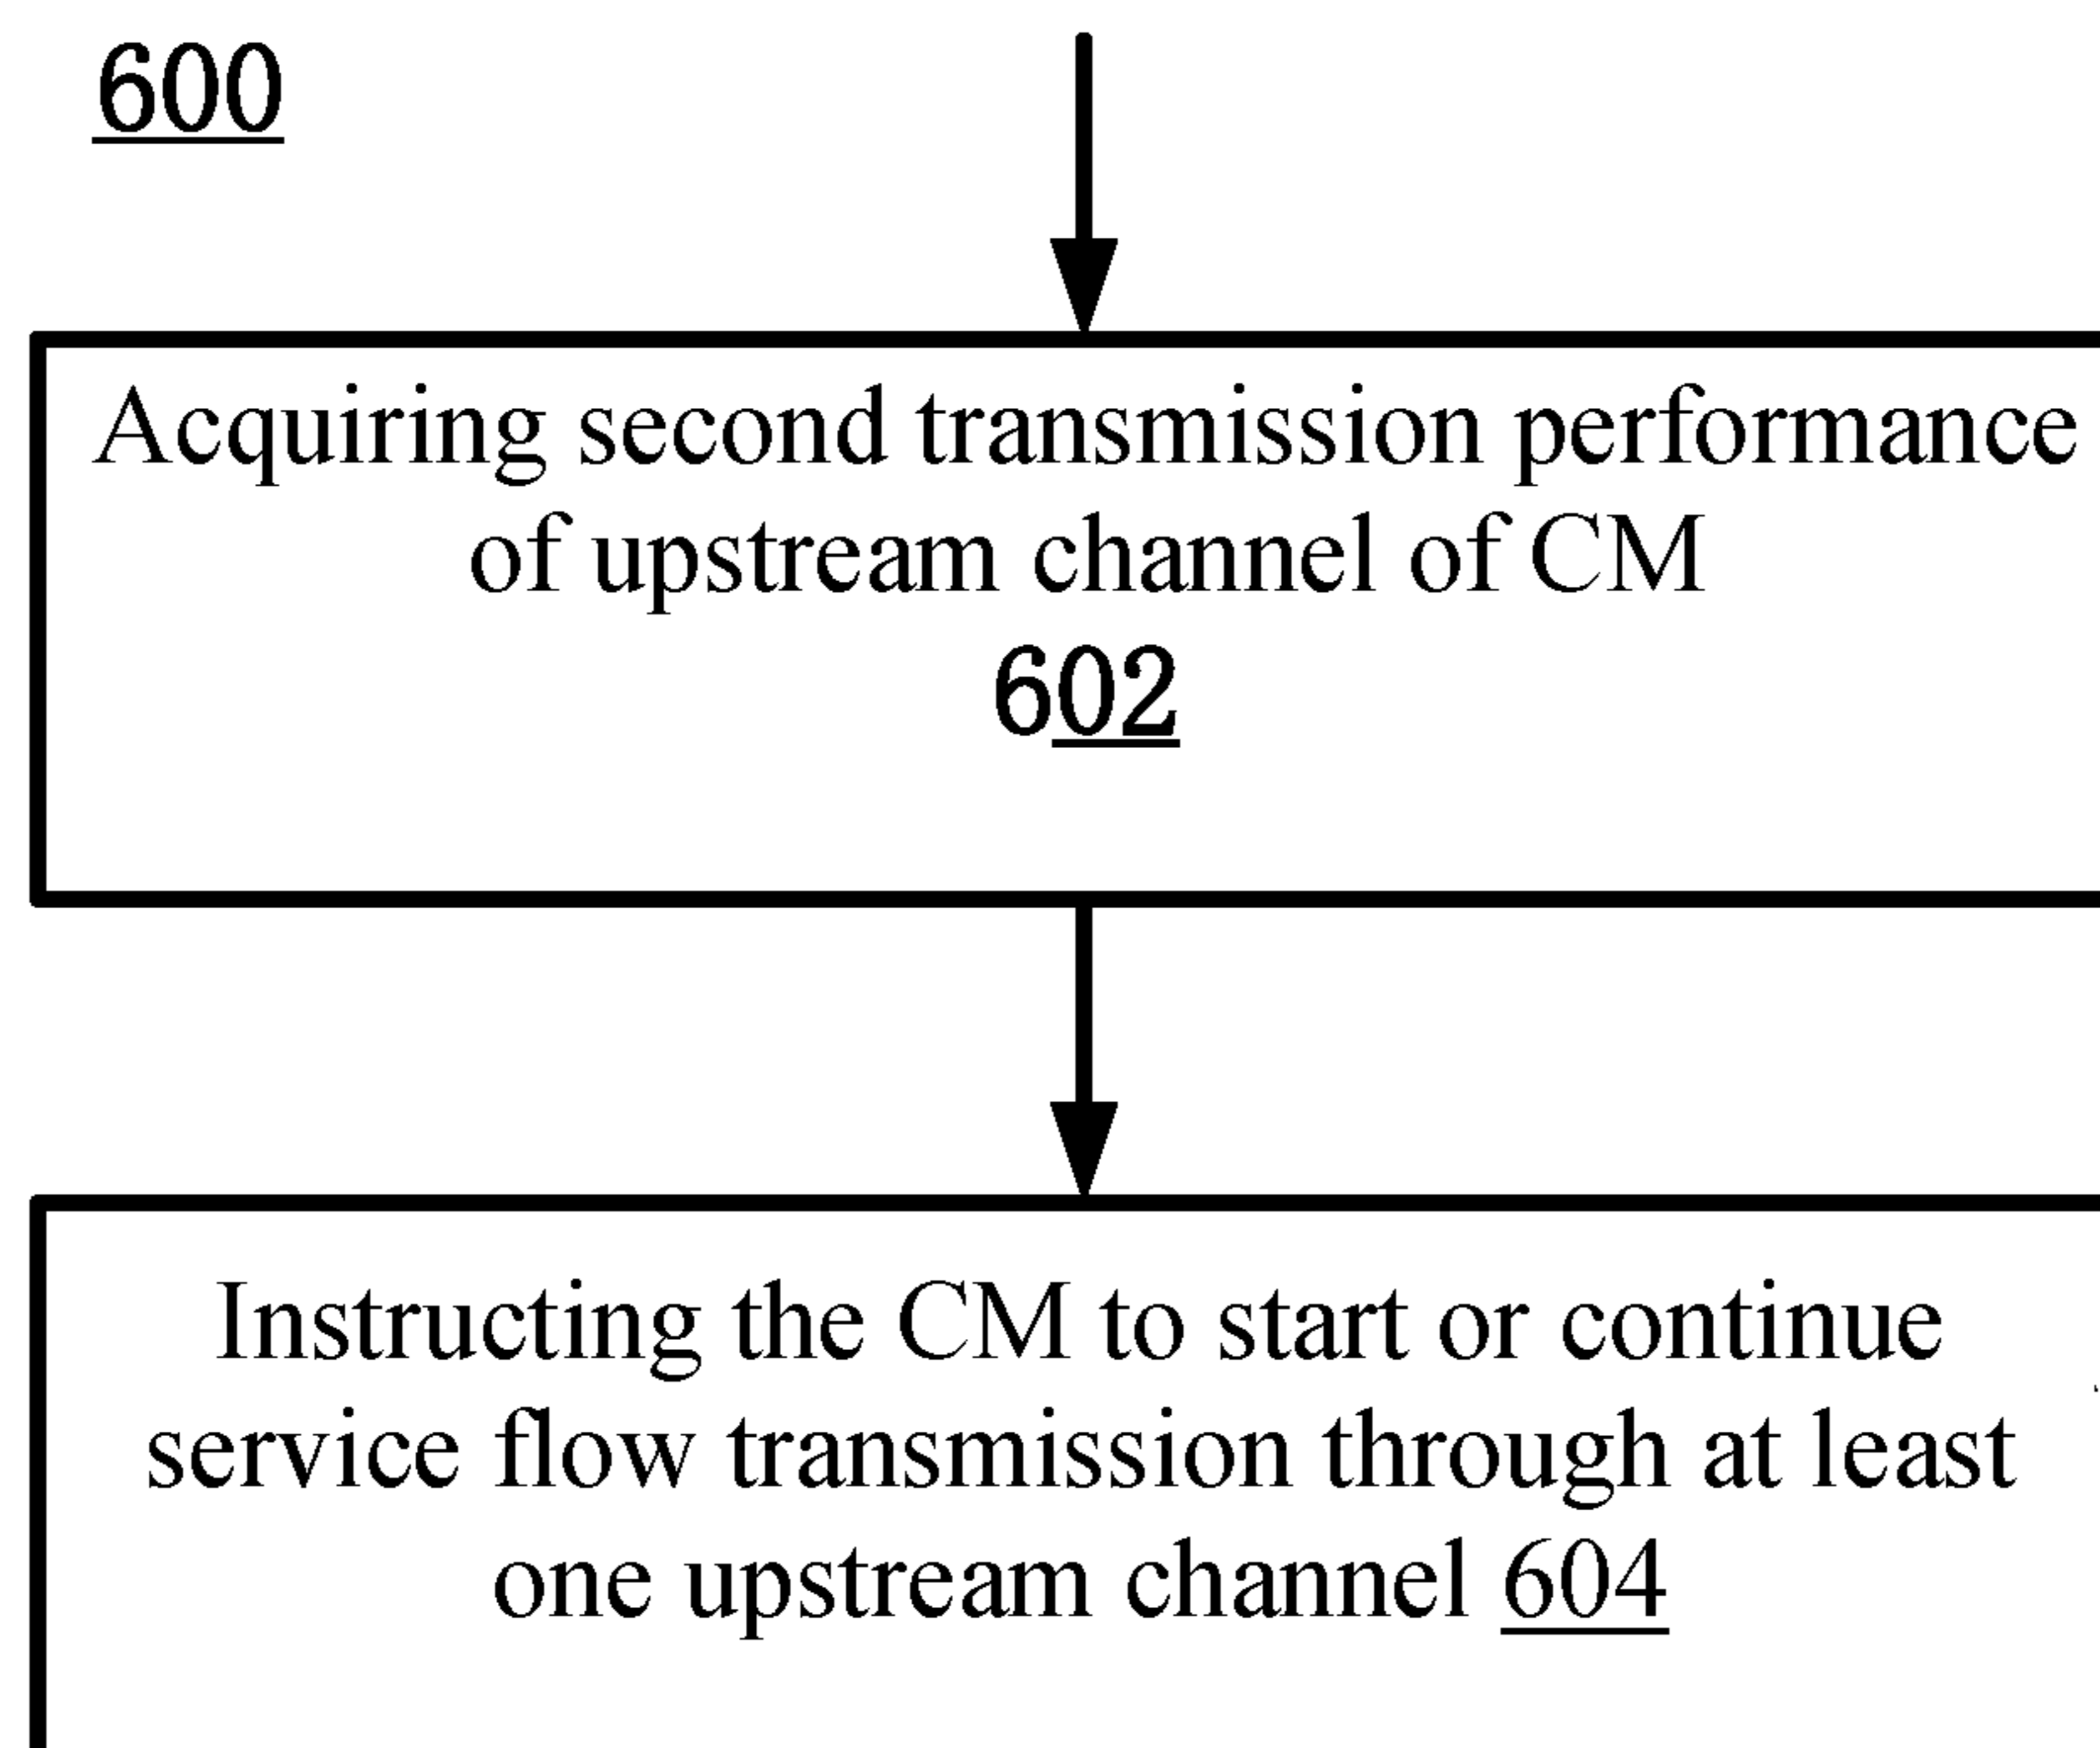 600
Acquiring second transmission performance
of upstream channel of CM
602
Instructing the CM to start or continue
service flow transmission through at least
one upstream channel 604